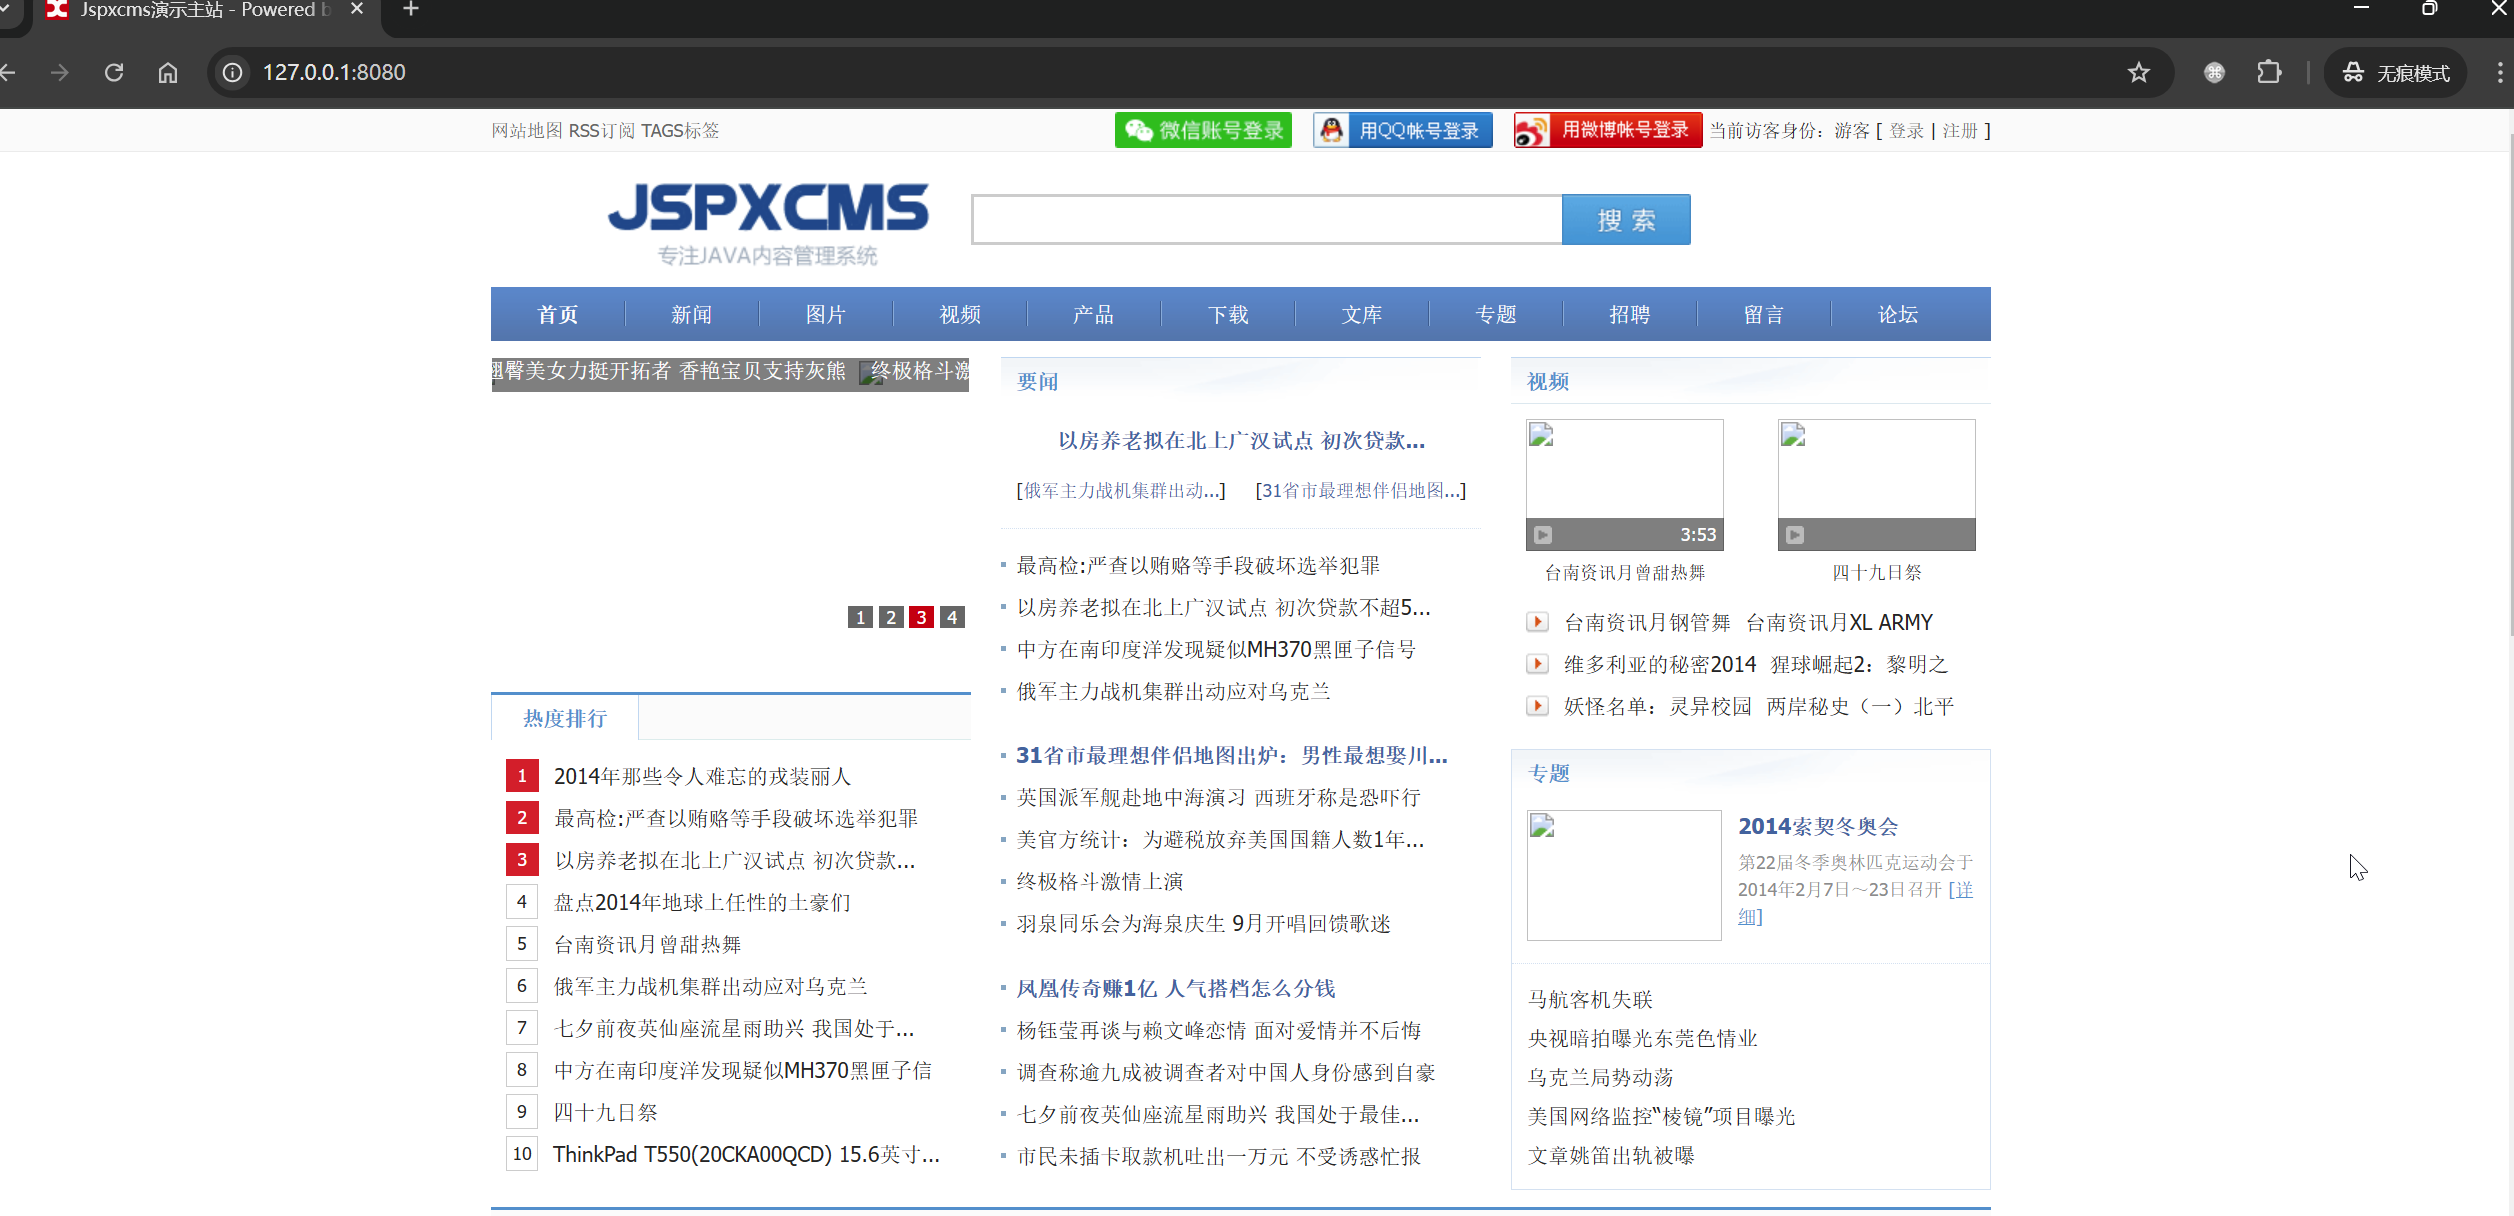 Jspxcms演示主站 - Powered b
127.0.0.1:8080
无痕模式
网站地图 RSS订阅 TAGS标签
微信账号登录 用QQ帐号登录 用微博帐号登录 当前访客身份：游客 [ 登录 | 注册 ]
JSPXCMS
专注JAVA内容管理系统
搜 索
首页 新闻 图片 视频 产品 下载 文库 专题 招聘 留言 论坛
翘臀美女力挺开拓者 香艳宝贝支持灰熊 终极格斗激
1 2 3 4
热度排行
1 2014年那些令人难忘的戎装丽人
2 最高检:严查以贿赂等手段破坏选举犯罪
3 以房养老拟在北上广汉试点 初次贷款...
4 盘点2014年地球上任性的土豪们
5 台南资讯月曾甜热舞
6 俄军主力战机集群出动应对乌克兰
7 七夕前夜英仙座流星雨助兴 我国处于...
8 中方在南印度洋发现疑似MH370黑匣子信
9 四十九日祭
10 ThinkPad T550(20CKA00QCD) 15.6英寸...
要闻
以房养老拟在北上广汉试点 初次贷款...
[俄军主力战机集群出动...] [31省市最理想伴侣地图...]
最高检:严查以贿赂等手段破坏选举犯罪
以房养老拟在北上广汉试点 初次贷款不超5...
中方在南印度洋发现疑似MH370黑匣子信号
俄军主力战机集群出动应对乌克兰
31省市最理想伴侣地图出炉：男性最想娶川...
英国派军舰赴地中海演习 西班牙称是恐吓行
美官方统计：为避税放弃美国国籍人数1年...
终极格斗激情上演
羽泉同乐会为海泉庆生 9月开唱回馈歌迷
凤凰传奇赚1亿 人气搭档怎么分钱
杨钰莹再谈与赖文峰恋情 面对爱情并不后悔
调查称逾九成被调查者对中国人身份感到自豪
七夕前夜英仙座流星雨助兴 我国处于最佳...
市民未插卡取款机吐出一万元 不受诱惑忙报
视频
3:53
台南资讯月曾甜热舞 四十九日祭
台南资讯月钢管舞 台南资讯月XL ARMY
维多利亚的秘密2014 猩球崛起2：黎明之
妖怪名单：灵异校园 两岸秘史（一）北平
专题
2014索契冬奥会
第22届冬季奥林匹克运动会于
2014年2月7日～23日召开 [详
细]
马航客机失联
央视暗拍曝光东莞色情业
乌克兰局势动荡
美国网络监控“棱镜”项目曝光
文章姚笛出轨被曝